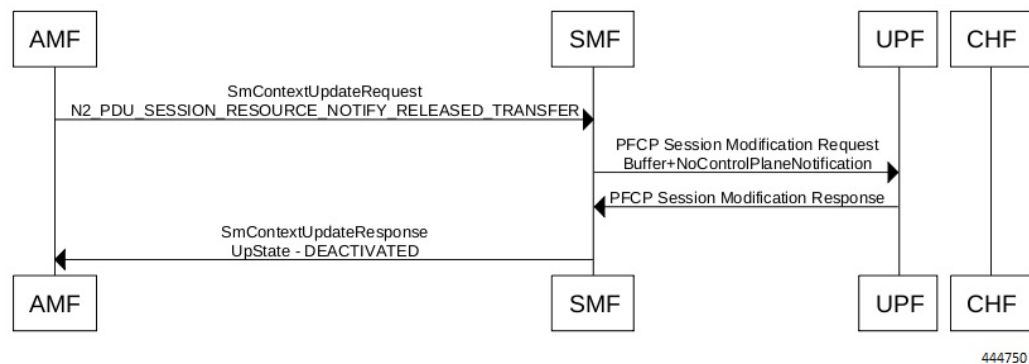 AMF
SMF
UPF
CHF
SmContextUpdateRequest
N2_PDU_SESSION_RESOURCE_NOTIFY_RELEASED_TRANSFER
PFCP Session Modification Request
Buffer+NoControlPlaneNotification
PFCP Session Modification Response
SmContextUpdateResponse
UpState - DEACTIVATED
AMF
SMF
UPF
CHF
444750